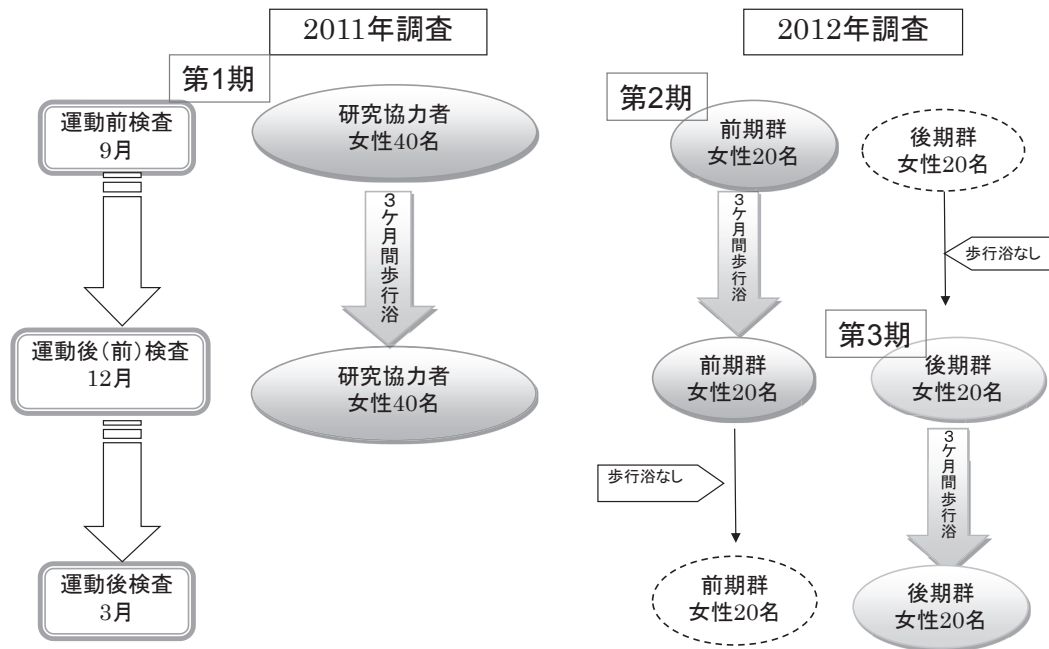 2011年調査
第1期
運動前検査
9月
研究協力者
女性40名
3ケ月間歩行浴
運動後(前)検査
12月
研究協力者
女性40名
運動後検査
3月
2012年調査
第2期
前期群
女性20名
後期群
女性20名
3ケ月間歩行浴
歩行浴なし
第3期
前期群
女性20名
後期群
女性20名
歩行浴なし
3ケ月間歩行浴
前期群
女性20名
後期群
女性20名